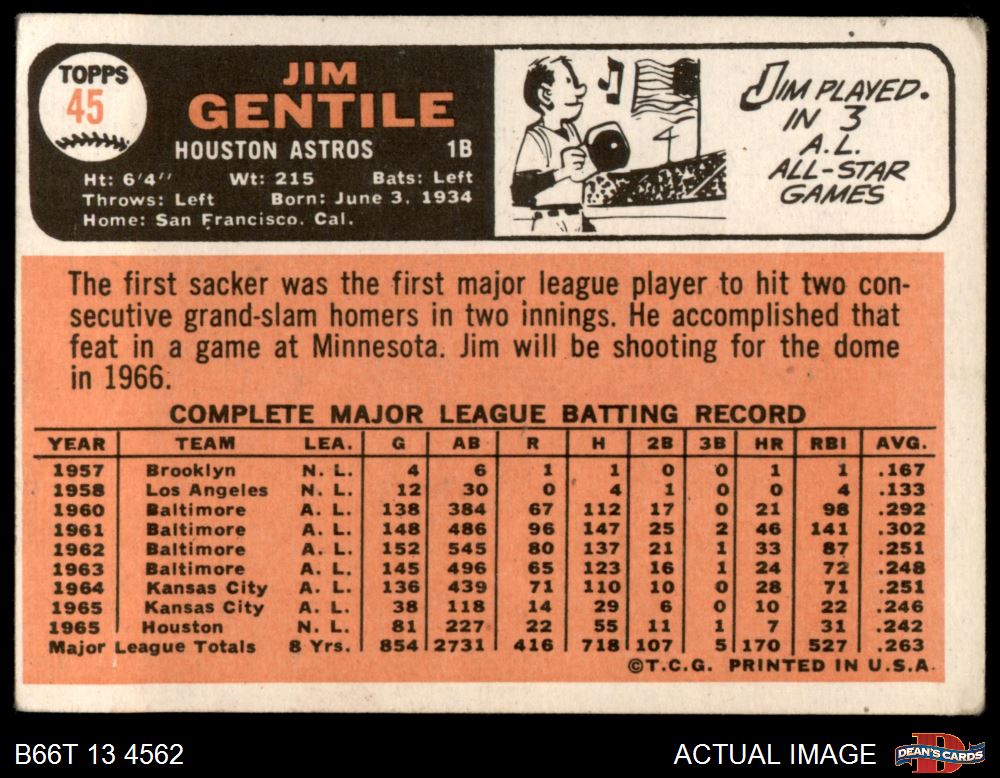 TOPPS
45
JIM
GENTILE
HOUSTON ASTROS 1B
Ht: 6'4" Wt: 215 Bats: Left
Throws: Left Born: June 3, 1934
Home: San Francisco, Cal.
JIM PLAYED
IN 3
A.L.
ALL-STAR
GAMES
The first sacker was the first major league player to hit two con-
secutive grand-slam homers in two innings. He accomplished that
feat in a game at Minnesota. Jim will be shooting for the dome
in 1966.
COMPLETE MAJOR LEAGUE BATTING RECORD
YEAR TEAM LEA. G AB R H 2B 3B HR RBI AVG.
1957 Brooklyn N. L. 4 6 1 1 0 0 1 1 .167
1958 Los Angeles N. L. 12 30 0 4 1 0 0 4 .133
1960 Baltimore A. L. 138 384 67 112 17 0 21 98 .292
1961 Baltimore A. L. 148 486 96 147 25 2 46 141 .302
1962 Baltimore A. L. 152 545 80 137 21 1 33 87 .251
1963 Baltimore A. L. 145 496 65 123 16 1 24 72 .248
1964 Kansas City A. L. 136 439 71 110 10 0 28 71 .251
1965 Kansas City A. L. 38 118 14 29 6 0 10 22 .246
1965 Houston N. L. 81 227 22 55 11 1 7 31 .242
Major League Totals 8 Yrs. 854 2731 416 718 107 5 170 527 .263
©T.C.G. PRINTED IN U.S.A.
B66T 13 4562
ACTUAL IMAGE
DEAN'S CARDS